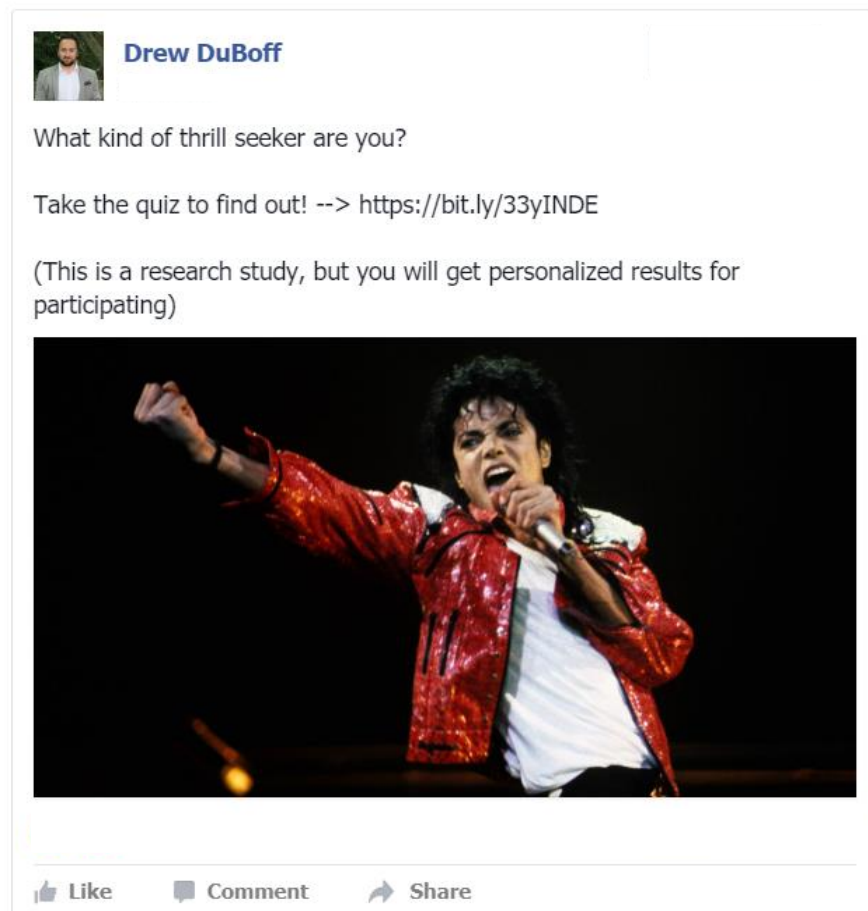 Drew DuBoff
What kind of thrill seeker are you?
Take the quiz to find out! --> https://bit.ly/33yINDE
(This is a research study, but you will get personalized results for
participating)
Like Comment Share